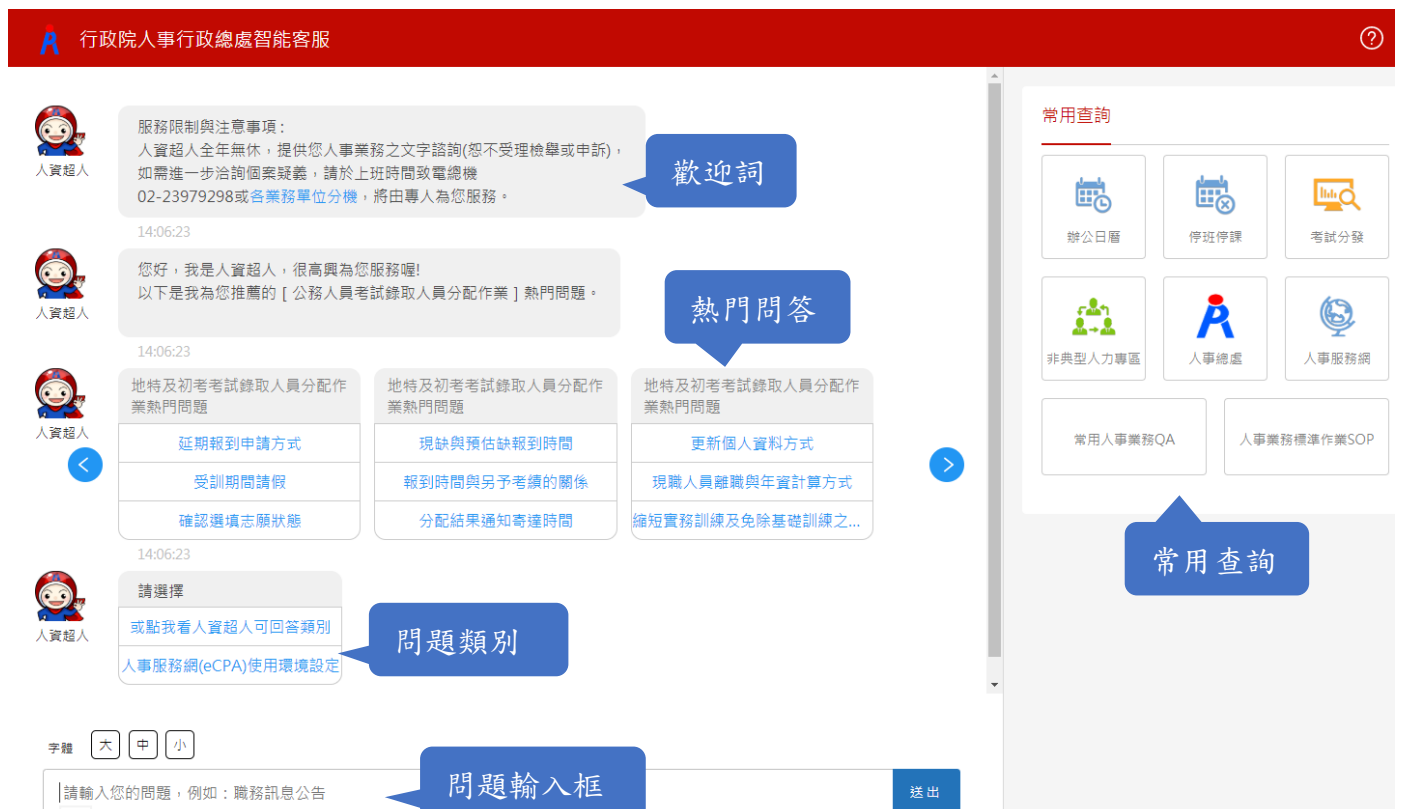 行政院人事行政總處智能客服
服務限制與注意事項:
人資超人全年無休,提供您人事業務之文字諮詢(恕不受理檢舉或申訴),
如需進一步洽詢個案疑義,請於上班時間致電總機
02-23979298或各業務單位分機,將由專人為您服務。
人資超人
歡迎詞
14:06:23
您好,我是人資超人,很高興為您服務喔!
以下是我為您推薦的 [ 公務人員考試錄取人員分配作業 ] 熱門問題。
人資超人
熱門問答
14:06:23
地特及初考考試錄取人員分配作
業熱門問題
延期報到申請方式
受訓期間請假
確認選填志願狀態
地特及初考考試錄取人員分配作
業熱門問題
現缺與預估缺報到時間
報到時間與另予考績的關係
分配結果通知寄達時間
地特及初考考試錄取人員分配作
業熱門問題
更新個人資料方式
現職人員離職與年資計算方式
縮短實務訓練及免除基礎訓練之...
人資超人
14:06:23
請選擇
或點我看人資超人可回答類別
人事服務網(eCPA)使用環境設定
人資超人
問題類別
字體 大 中 小
請輸入您的問題,例如:職務訊息公告
問題輸入框
送出
常用查詢
辦公日曆
停班停課
考試分發
非典型人力專區
人事總處
人事服務網
常用人事業務QA
人事業務標準作業SOP
常用查詢